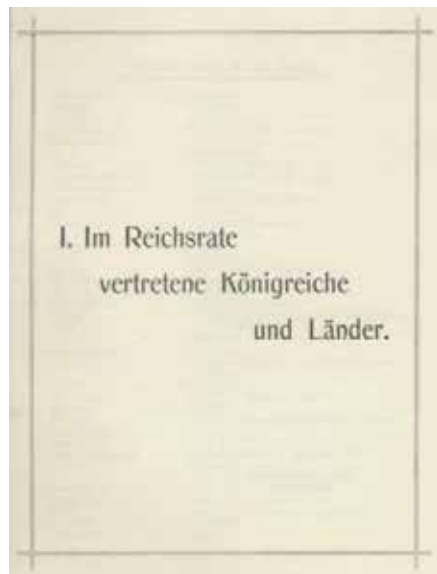 I. Im Reichsrate
vertretene Königreiche
und Länder.